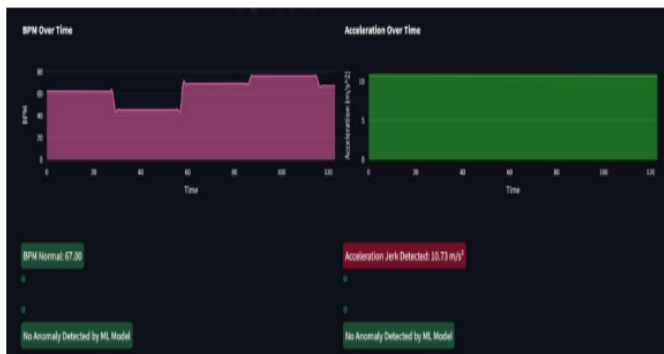 BPM Over Time
80
60
40
20
0
BPM
0 20 40 60 80 100 120
Time
Acceleration Over Time
10
5
0
Acceleration (m/s^2)
0 20 40 60 80 100 120
Time
BPM Normal: 67.00
0
0
No Anomaly Detected by ML Model
Acceleration Jerk Detected: 10.73 m/s²
0
0
No Anomaly Detected by ML Model